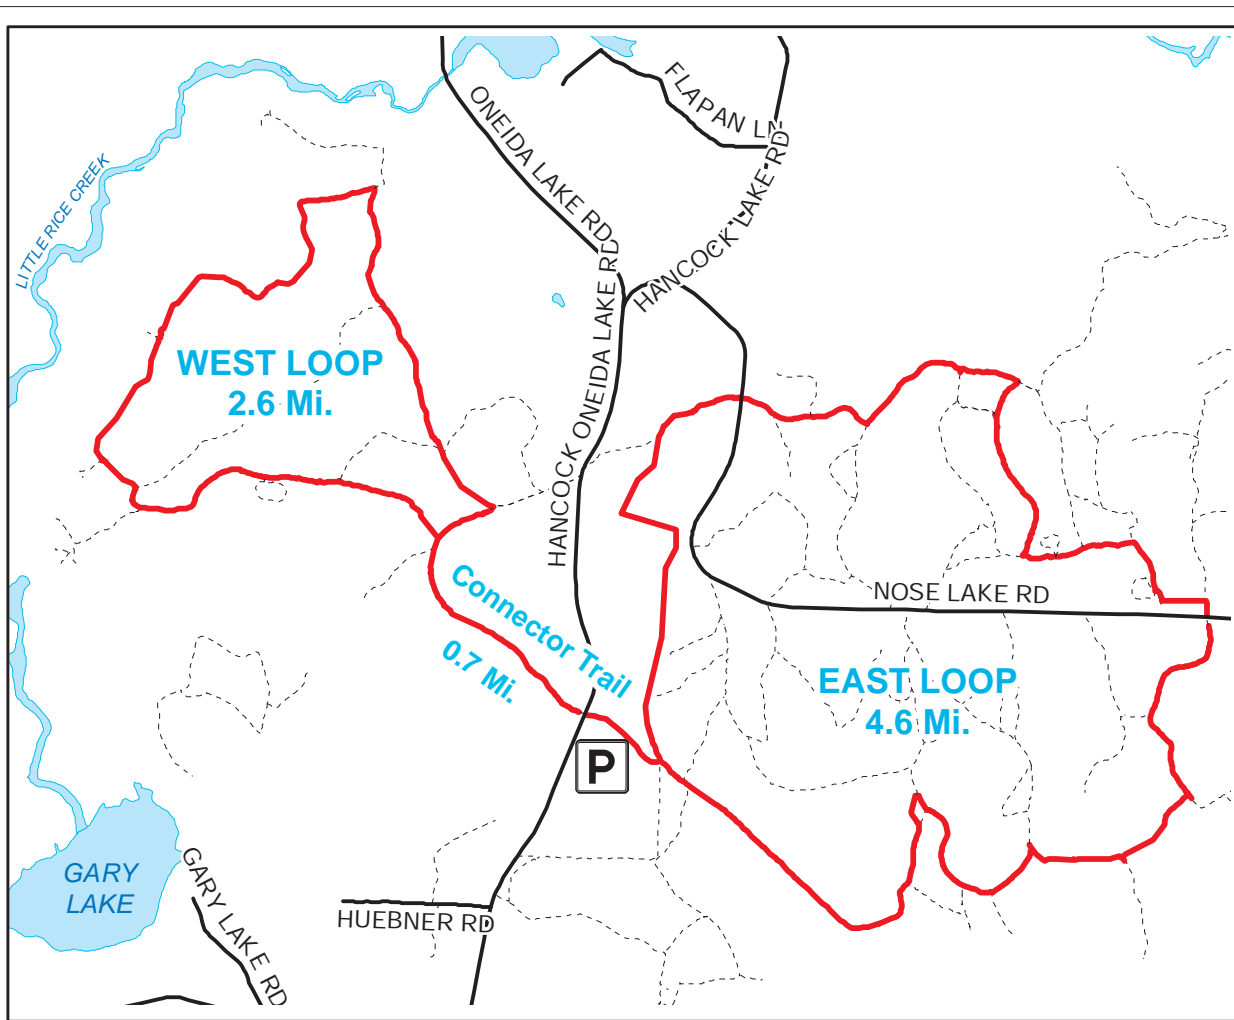 FLAPAN LN
ONEIDA LAKE RD
HANCOCK LAKE RD
LITTLE RICE CREEK
HANCOCK ONEIDA LAKE RD
WEST LOOP
2.6 Mi.
NOSE LAKE RD
Connector Trail
0.7 Mi.
EAST LOOP
4.6 Mi.
P
GARY
LAKE
GARY LAKE RD
HUEBNER RD